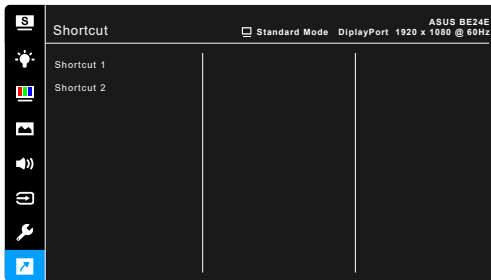 S
Shortcut
ASUS BE24E
Standard Mode DiplayPort 1920 x 1080 @ 60Hz
Shortcut 1
Shortcut 2